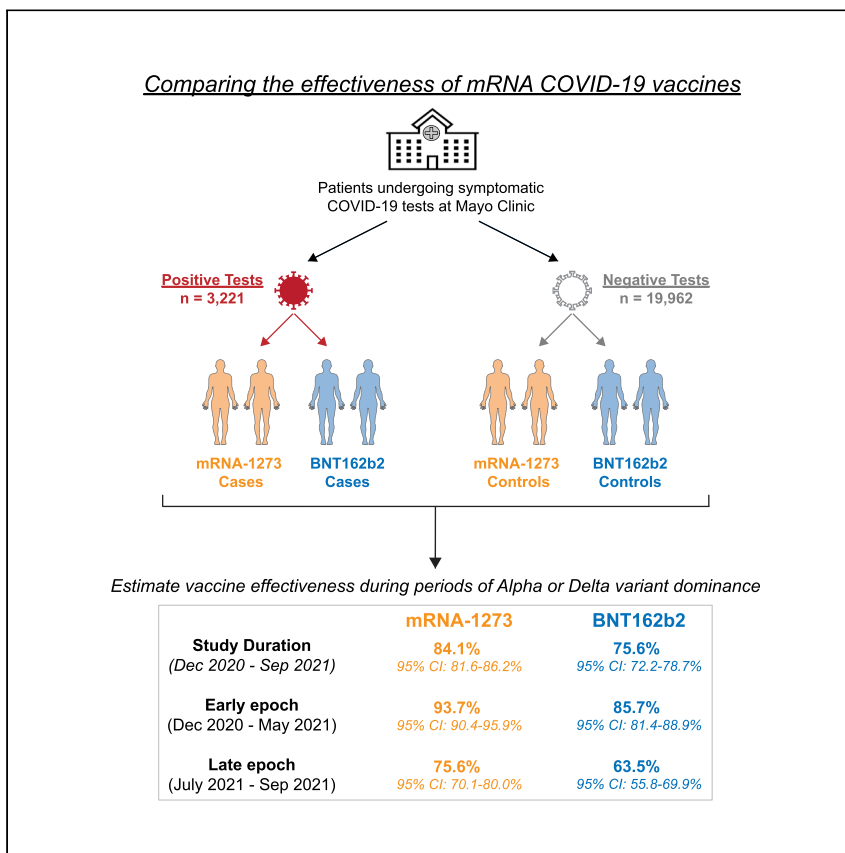 Comparing the effectiveness of mRNA COVID-19 vaccines
Patients undergoing symptomatic
COVID-19 tests at Mayo Clinic
Positive Tests
n = 3,221
Negative Tests
n = 19,962
mRNA-1273
Cases
BNT162b2
Cases
mRNA-1273
Controls
BNT162b2
Controls
Estimate vaccine effectiveness during periods of Alpha or Delta variant dominance
mRNA-1273 BNT162b2
Study Duration 84.1% 75.6%
(Dec 2020 - Sep 2021) 95% CI: 81.6-86.2% 95% CI: 72.2-78.7%
Early epoch 93.7% 85.7%
(Dec 2020 - May 2021) 95% CI: 90.4-95.9% 95% CI: 81.4-88.9%
Late epoch 75.6% 63.5%
(July 2021 - Sep 2021) 95% CI: 70.1-80.0% 95% CI: 55.8-69.9%